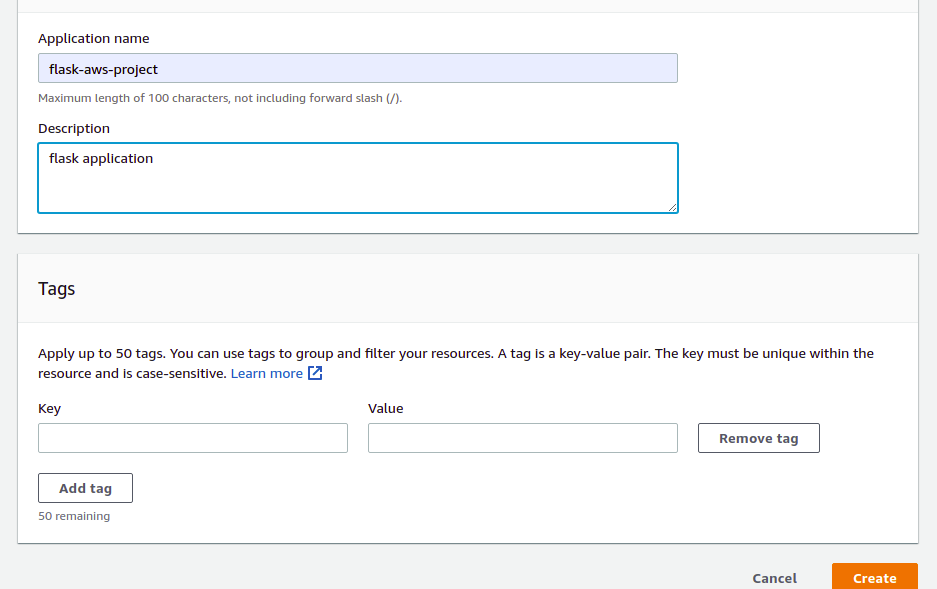 Application name
flask-aws-project
Maximum length of 100 characters, not including forward slash (/).
Description
flask application
Tags
Apply up to 50 tags. You can use tags to group and filter your resources. A tag is a key-value pair. The key must be unique within the
resource and is case-sensitive. Learn more
Key
Value
Remove tag
Add tag
50 remaining
Cancel
Create